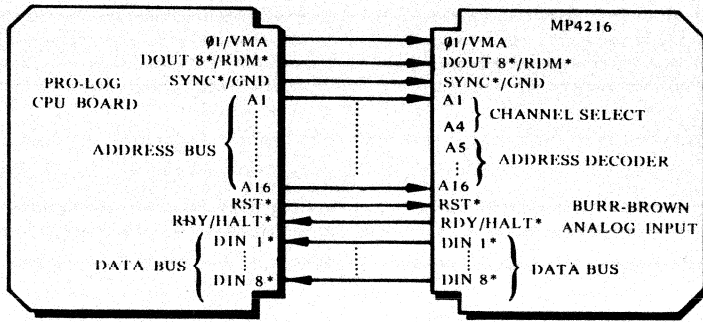 MP4216
ø1/VMA ø1/VMA
DOUT 8*/RDM* DOUT 8*/RDM*
PRO-LOG SYNC*/GND SYNC*/GND
CPU BOARD A1 A1
A4 CHANNEL SELECT
ADDRESS BUS A5 ADDRESS DECODER
A16 A16
RST* RST* BURR-BROWN
RDY/HALT* RDY/HALT* ANALOG INPUT
DIN 1* DIN 1*
DATA BUS DATA BUS
DIN 8* DIN 8*